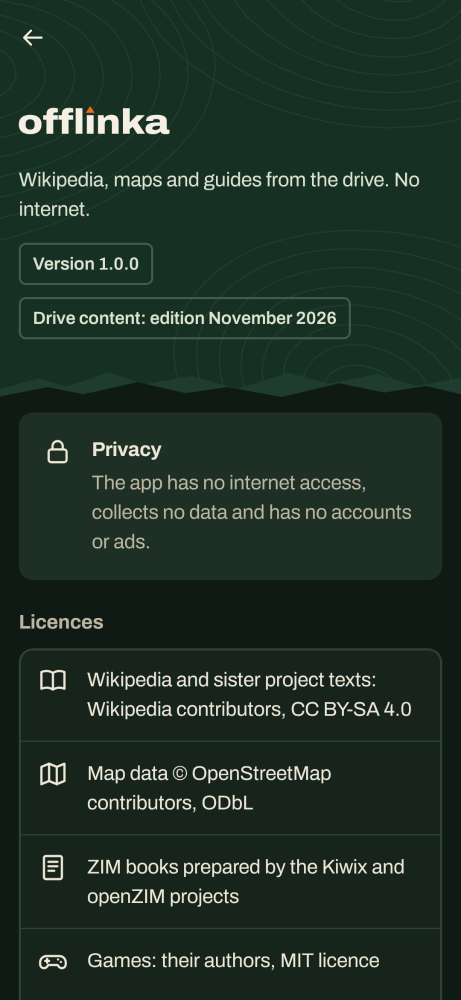 offlinka
Wikipedia, maps and guides from the drive. No
internet.
Version 1.0.0
Drive content: edition November 2026
Privacy
The app has no internet access,
collects no data and has no accounts
or ads.
Licences
Wikipedia and sister project texts:
Wikipedia contributors, CC BY-SA 4.0
Map data © OpenStreetMap
contributors, ODbL
ZIM books prepared by the Kiwix and
openZIM projects
Games: their authors, MIT licence